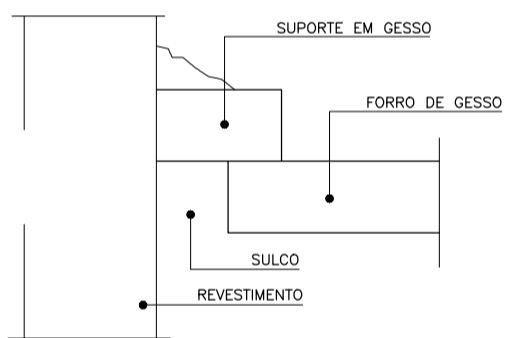 SUPORTE EM GESSO
FORRO DE GESSO
SULCO
REVESTIMENTO